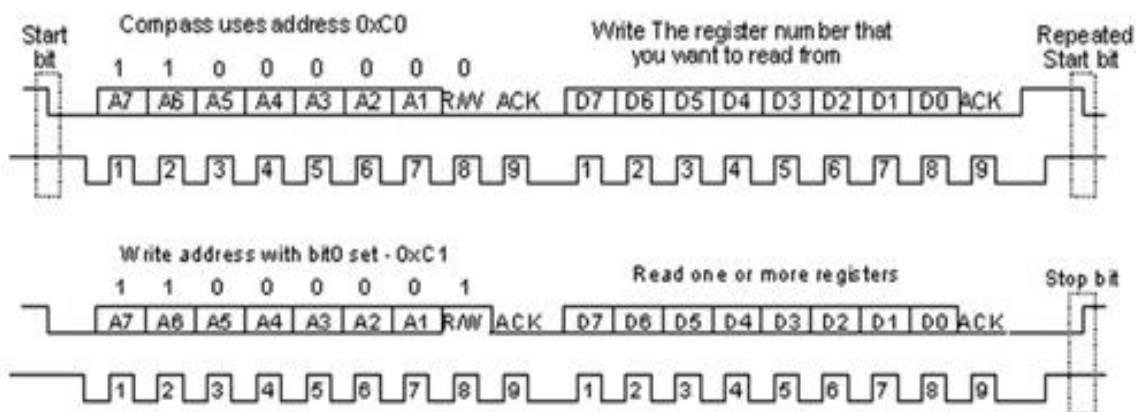 Start bit
Compass uses address 0xC0
Write The register number that
you want to read from
Repeated
Start bit
1 1 0 0 0 0 0 0
A7 A6 A5 A4 A3 A2 A1 R/W ACK D7 D6 D5 D4 D3 D2 D1 D0 ACK
1 2 3 4 5 6 7 8 9 1 2 3 4 5 6 7 8 9
Write address with bit0 set - 0xC1
Read one or more registers
Stop bit
1 1 0 0 0 0 0 1
A7 A6 A5 A4 A3 A2 A1 R/W ACK D7 D6 D5 D4 D3 D2 D1 D0 ACK
1 2 3 4 5 6 7 8 9 1 2 3 4 5 6 7 8 9